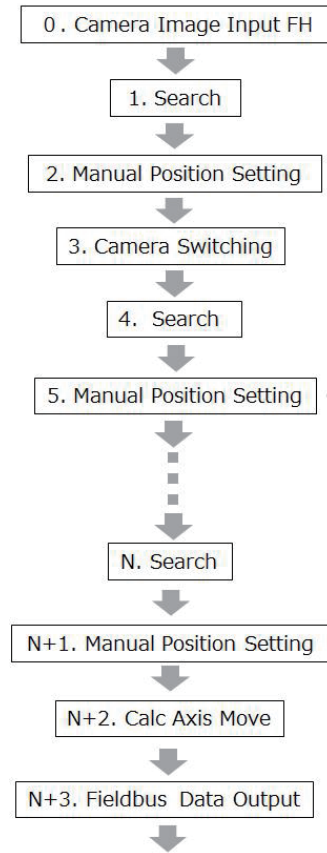 0. Camera Image Input FH
1. Search
2. Manual Position Setting
3. Camera Switching
4. Search
5. Manual Position Setting
N. Search
N+1. Manual Position Setting
N+2. Calc Axis Move
N+3. Fieldbus Data Output